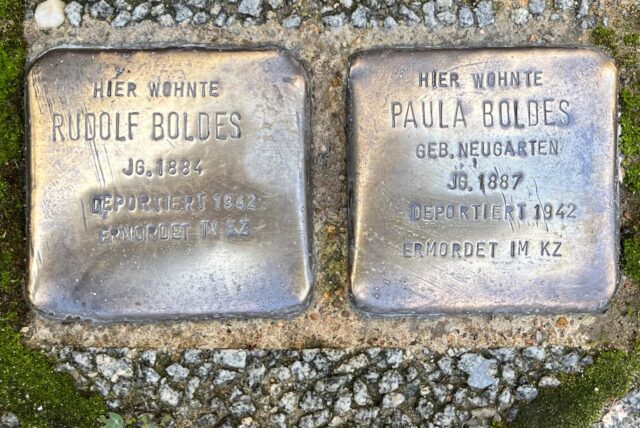 HIER WOHNTE
RUDOLF BOLDES
JG. 1884
DEPORTIERT 1942
ERMORDET IM KZ
HIER WOHNTE
PAULA BOLDES
GEB. NEUGARTEN
JG. 1887
DEPORTIERT 1942
ERMORDET IM KZ